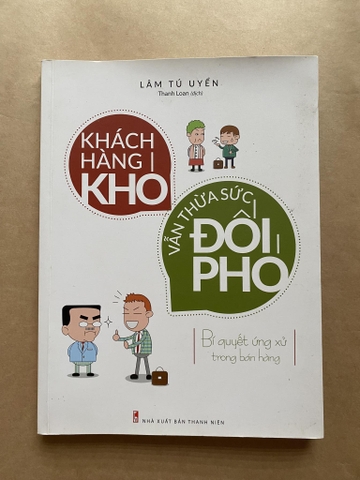 LÂM TÚ UYỂN
Thanh Loan (dịch)
KHÁCH
HÀNG
KHÓ
VẪN THỪA SỨC
ĐỐI
PHÓ
Bí quyết ứng xử
trong bán hàng
NHÀ XUẤT BẢN THANH NIÊN